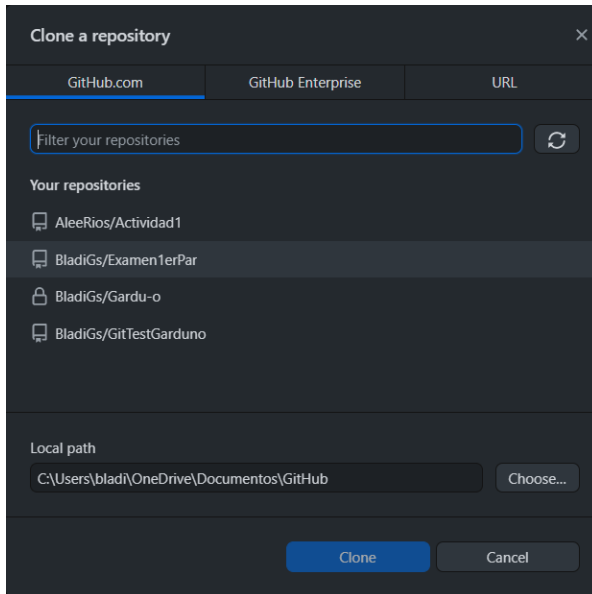 Clone a repository
GitHub.com GitHub Enterprise URL
Filter your repositories
Your repositories
AleeRios/Actividad1
BladiGs/Examen1erPar
BladiGs/Gardu-o
BladiGs/GitTestGarduno
Local path
C:\Users\bladi\OneDrive\Documentos\GitHub Choose...
Clone Cancel